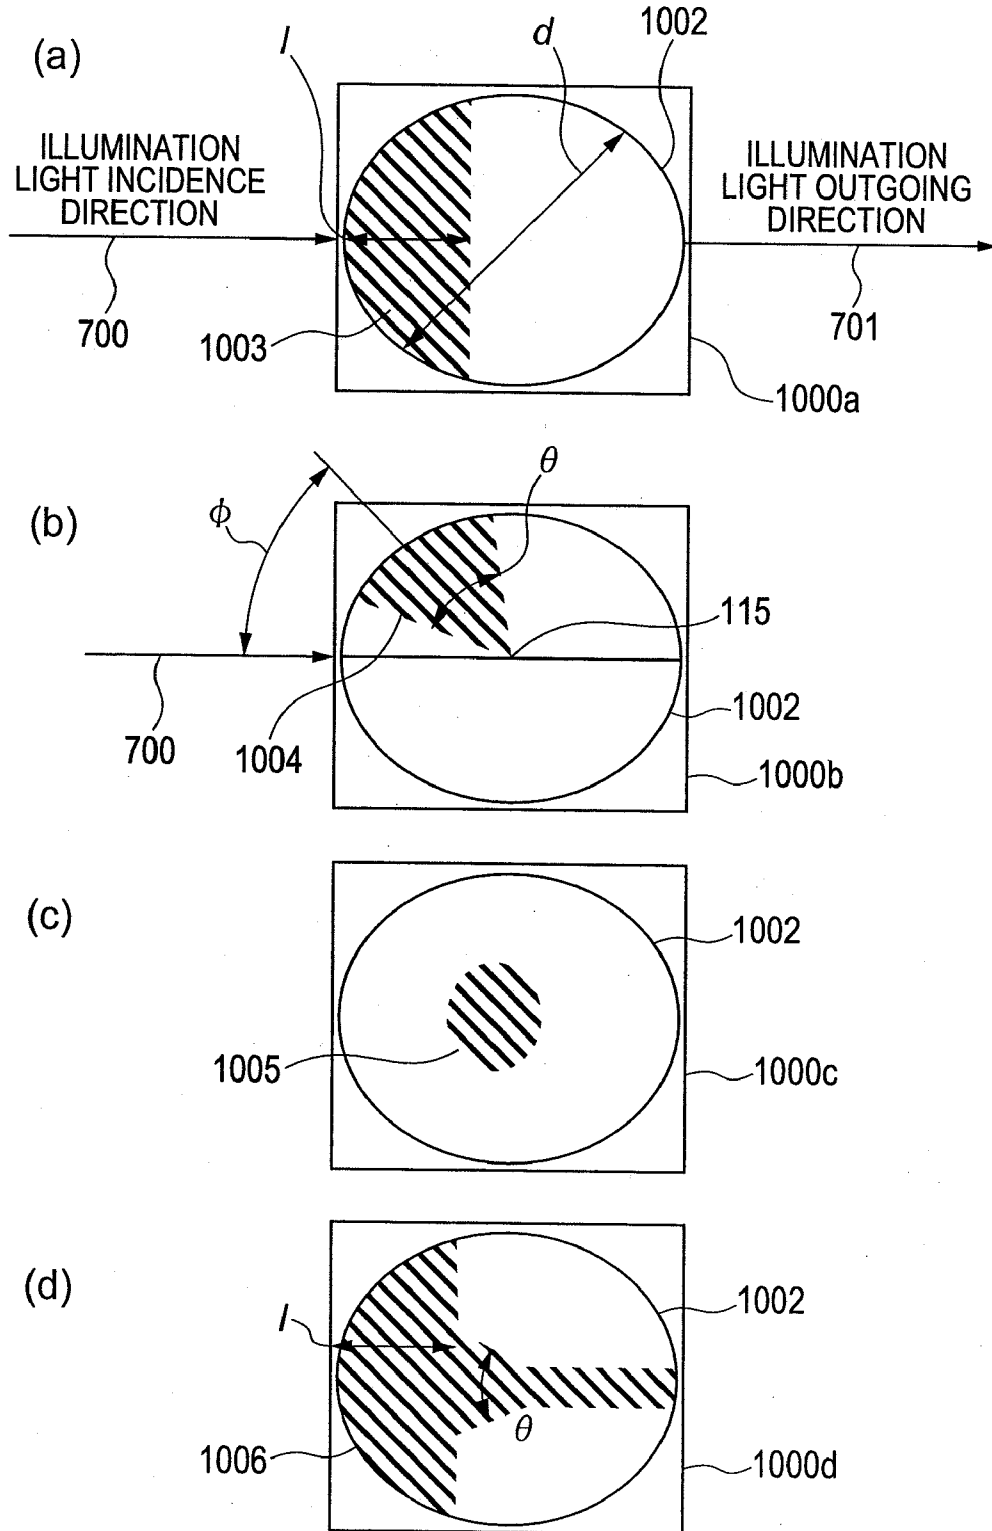 (a)
l
d
1002
ILLUMINATION
LIGHT INCIDENCE
DIRECTION
ILLUMINATION
LIGHT OUTGOING
DIRECTION
700
1003
701
1000a
(b)
ϕ
θ
115
700
1004
1002
1000b
(c)
1002
1005
1000c
(d)
1002
l
θ
1006
1000d